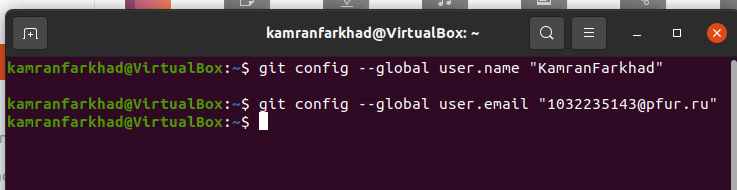 kamranfarkhad@VirtualBox: ~
kamranfarkhad@VirtualBox:~$ git config --global user.name "KamranFarkhad"
kamranfarkhad@VirtualBox:~$ git config --global user.email "1032235143@pfur.ru"
kamranfarkhad@VirtualBox:~$